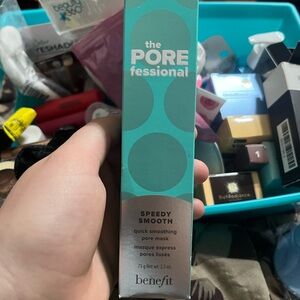 the
PORE
fessional
SPEEDY
SMOOTH
quick smoothing
pore mask
masque express
pores lissés
benefit